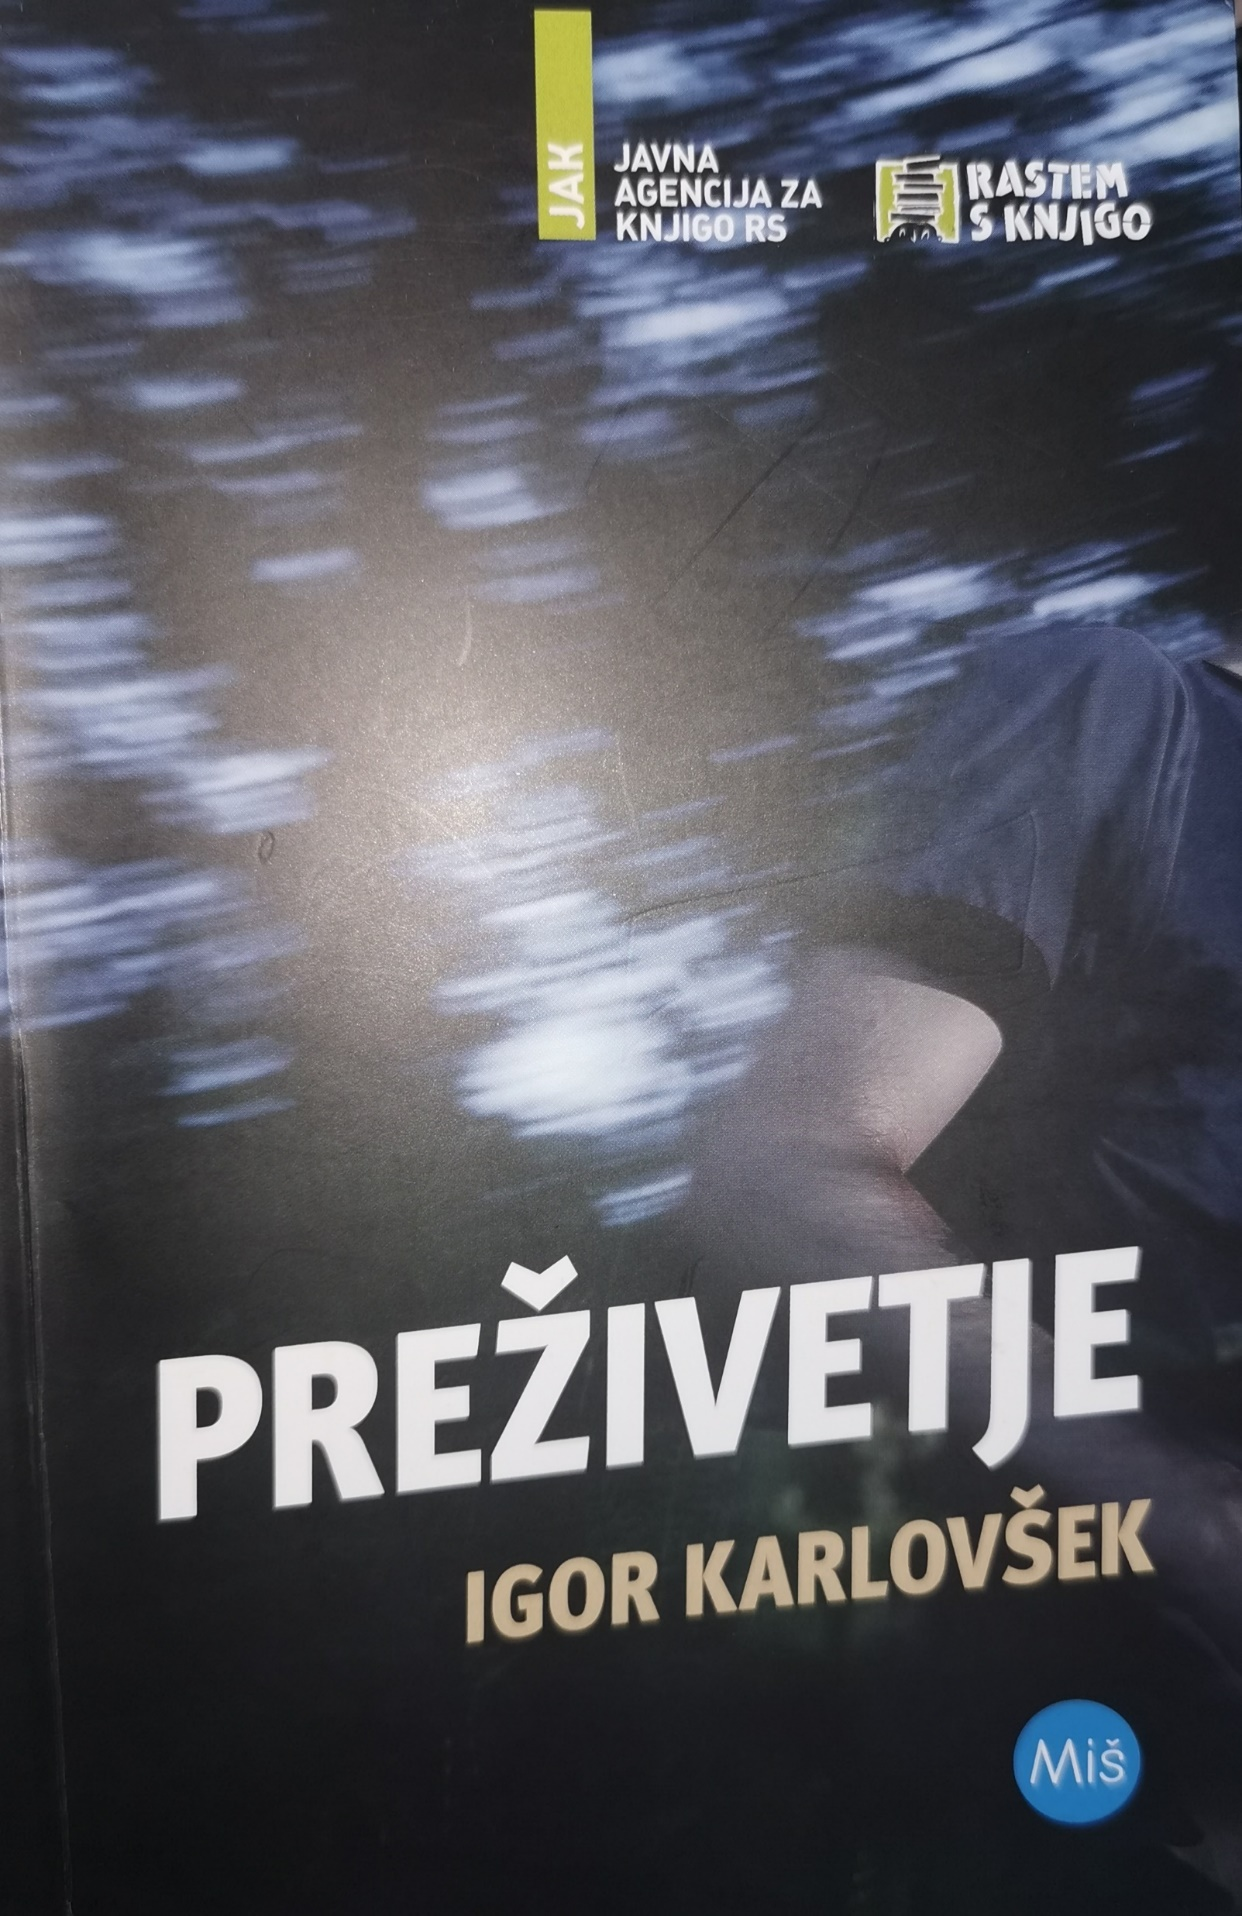 JAK
JAVNA
AGENCIJA ZA
KNJIGO RS
RASTEM
S KNJIGO
PREŽIVETJE
IGOR KARLOVŠEK
Miš